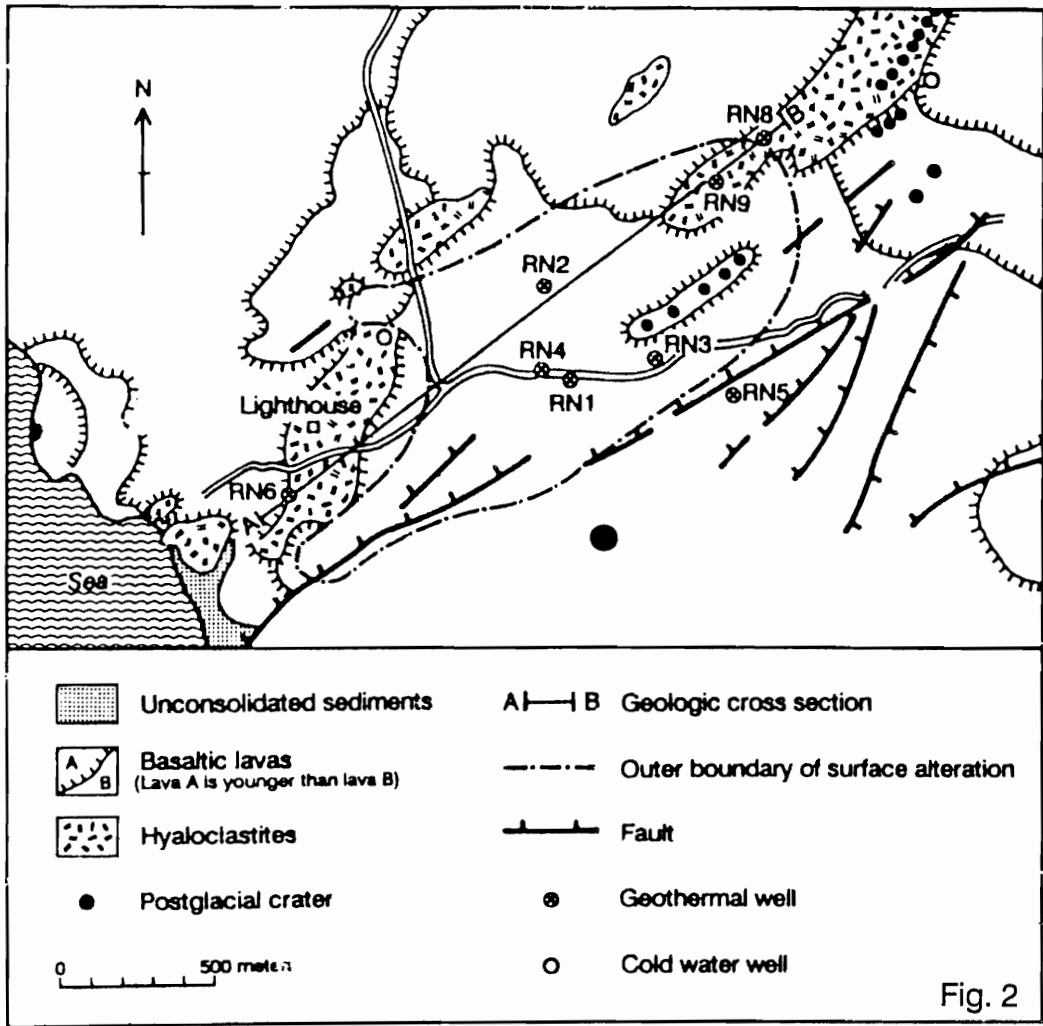 N
RN8
B
RN9
RN2
RN4
RN3
RN1
RN5
Lighthouse
RN6
A
Sea
Unconsolidated sediments
A B Geologic cross section
A
B
Basaltic lavas
(Lava A is younger than lava B)
Outer boundary of surface alteration
Hyaloclastites
Fault
Postglacial crater
Geothermal well
0 500 meters
Cold water well
Fig. 2